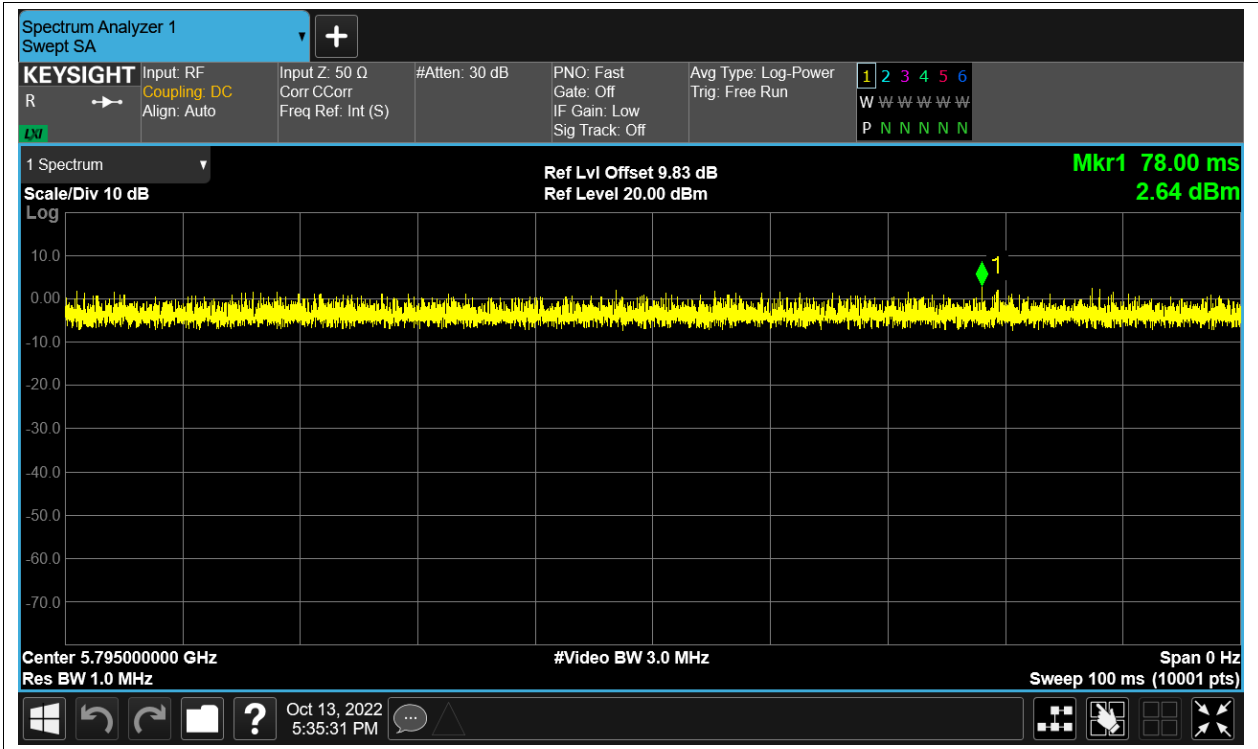 Spectrum Analyzer 1
Swept SA
KEYSIGHT
R
LXI
Input: RF
Coupling: DC
Align: Auto
Input Z: 50 Ω
Corr CCorr
Freq Ref: Int (S)
#Atten: 30 dB
PNO: Fast
Gate: Off
IF Gain: Low
Sig Track: Off
Avg Type: Log-Power
Trig: Free Run
1 2 3 4 5 6
W W W W W W
P N N N N N
1 Spectrum
Scale/Div 10 dB
Log
Ref Lvl Offset 9.83 dB
Ref Level 20.00 dBm
Mkr1 78.00 ms
2.64 dBm
10.0
1
0.00
-10.0
-20.0
-30.0
-40.0
-50.0
-60.0
-70.0
Center 5.795000000 GHz
Res BW 1.0 MHz
#Video BW 3.0 MHz
Span 0 Hz
Sweep 100 ms (10001 pts)
?
Oct 13, 2022
5:35:31 PM